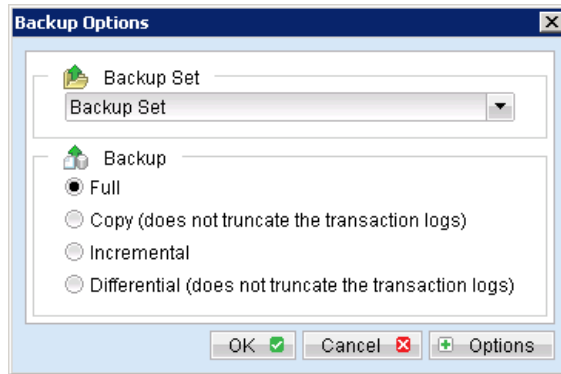 Backup Options
Backup Set
Backup Set
Backup
Full
Copy (does not truncate the transaction logs)
Incremental
Differential (does not truncate the transaction logs)
OK Cancel Options